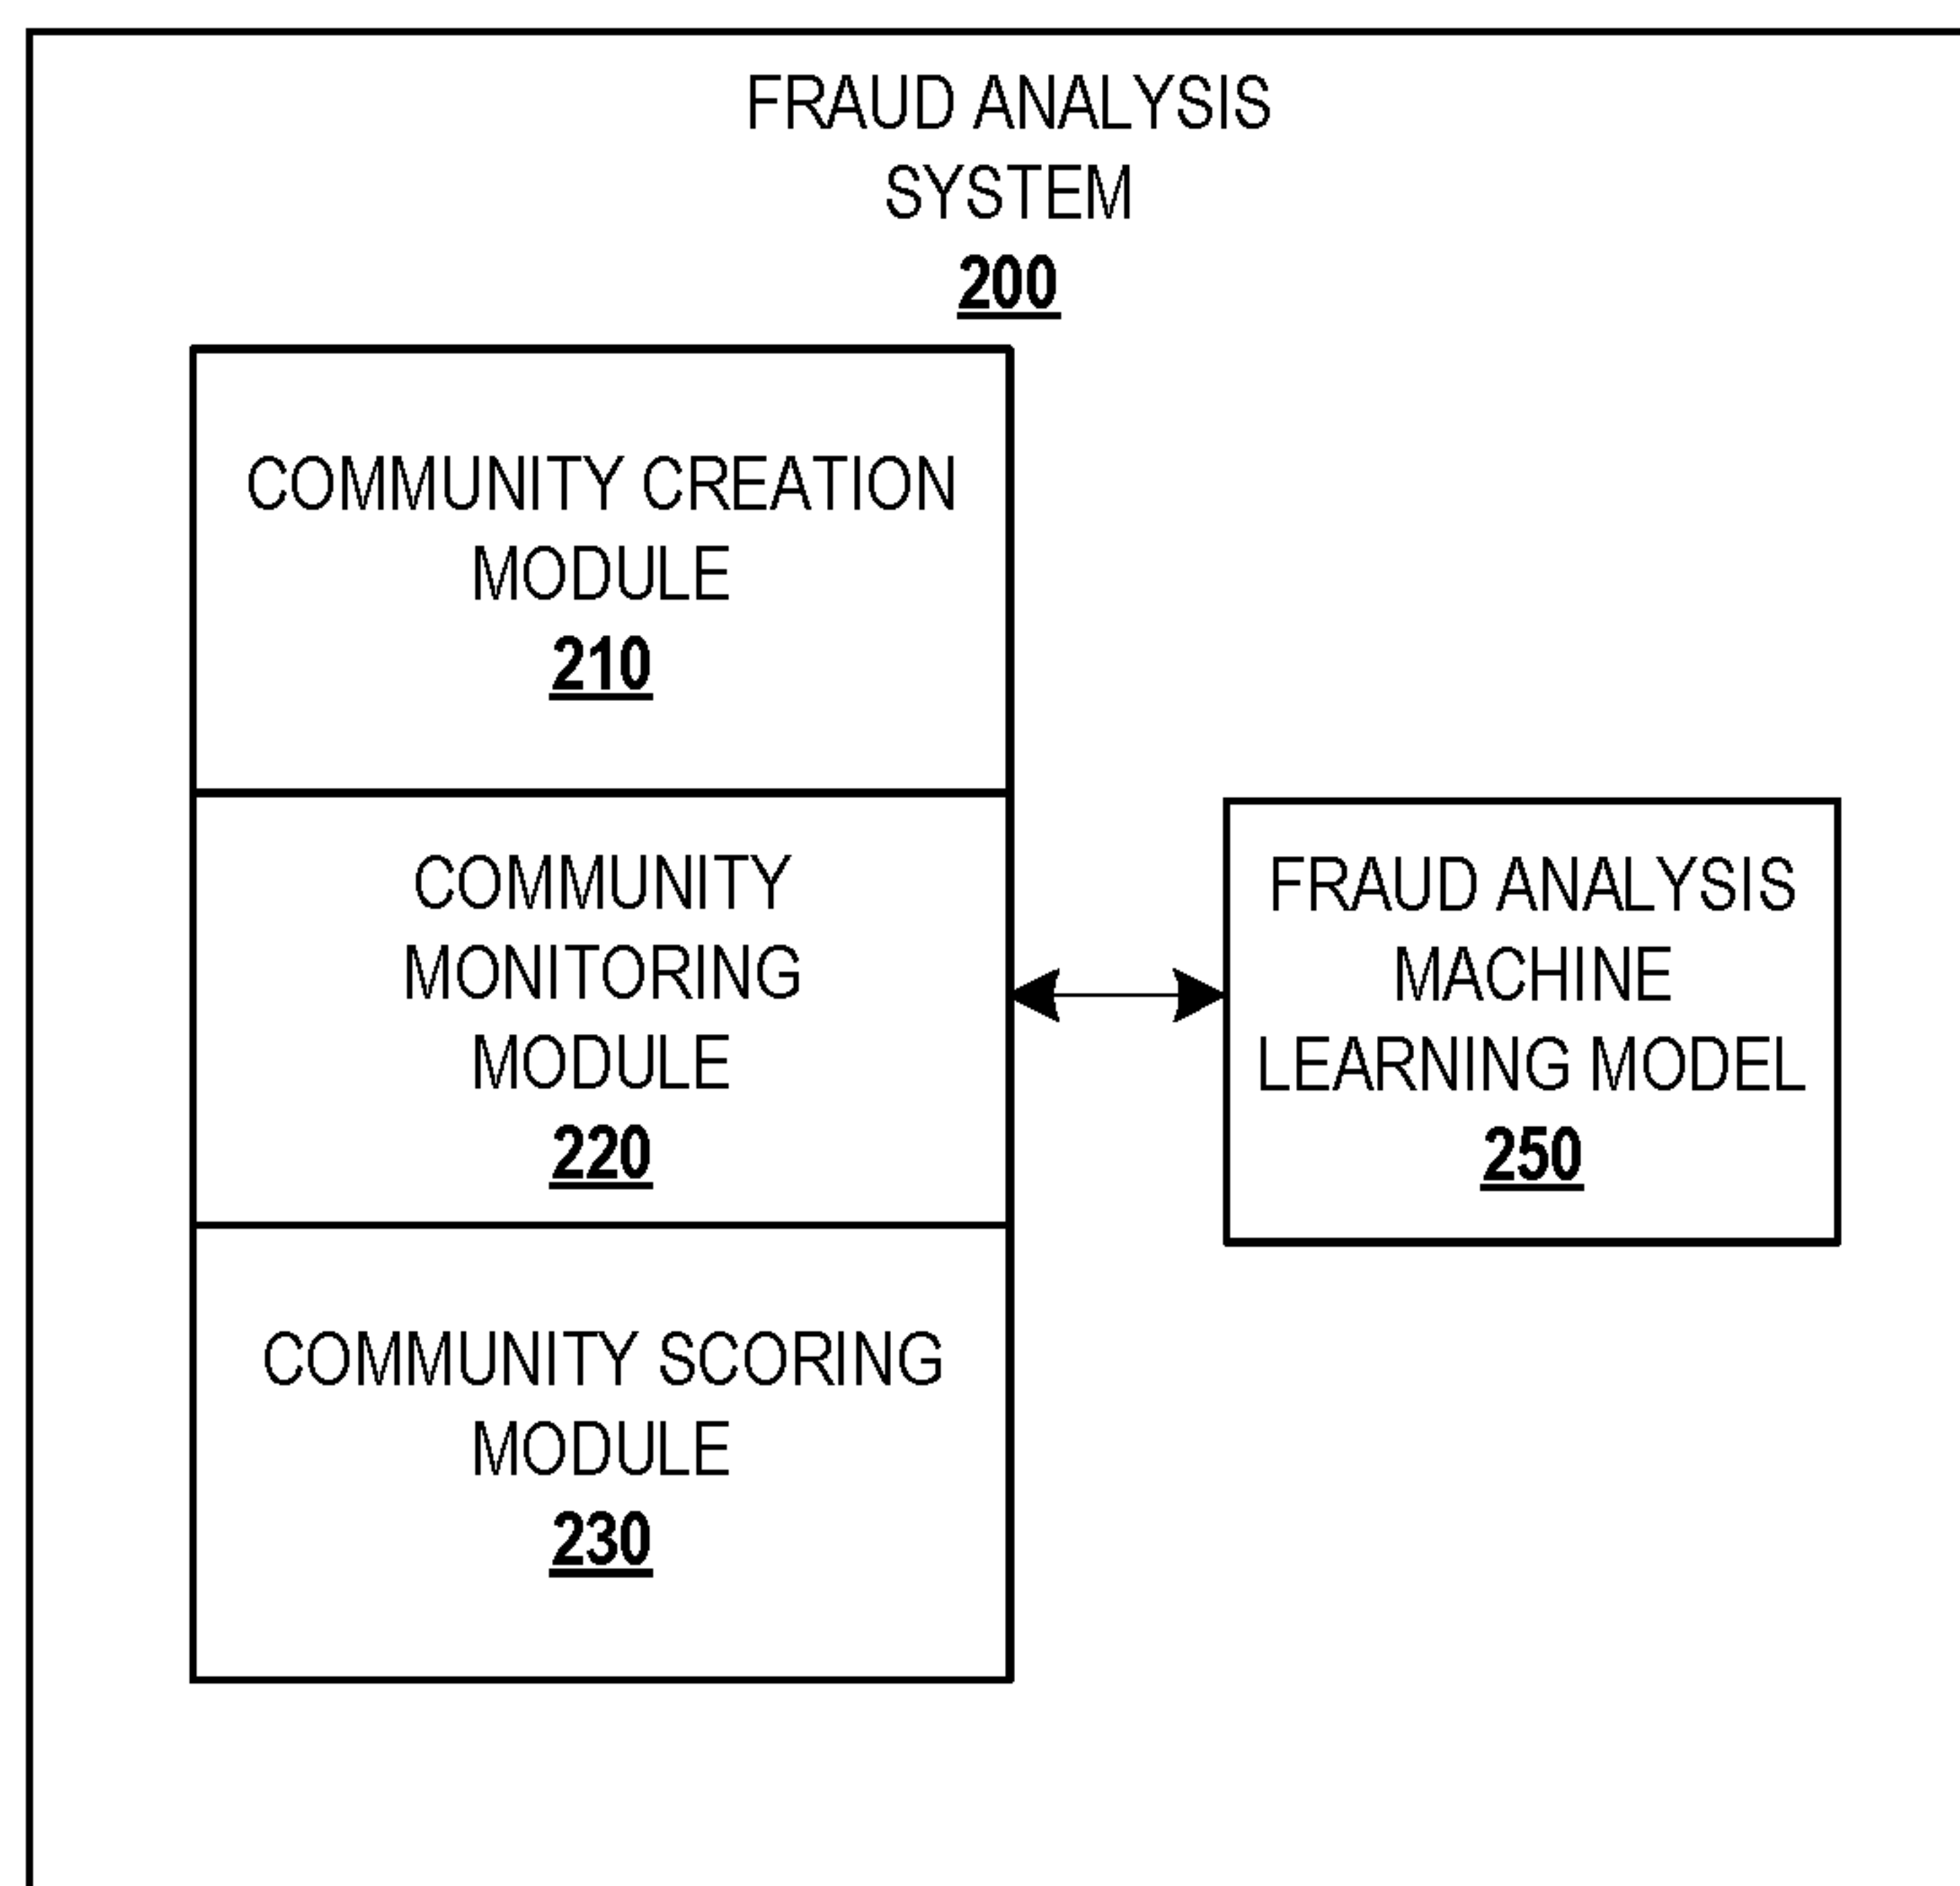 FRAUD ANALYSIS
SYSTEM
200
COMMUNITY CREATION
MODULE
210
COMMUNITY
MONITORING
MODULE
220
COMMUNITY SCORING
MODULE
230
FRAUD ANALYSIS
MACHINE
LEARNING MODEL
250